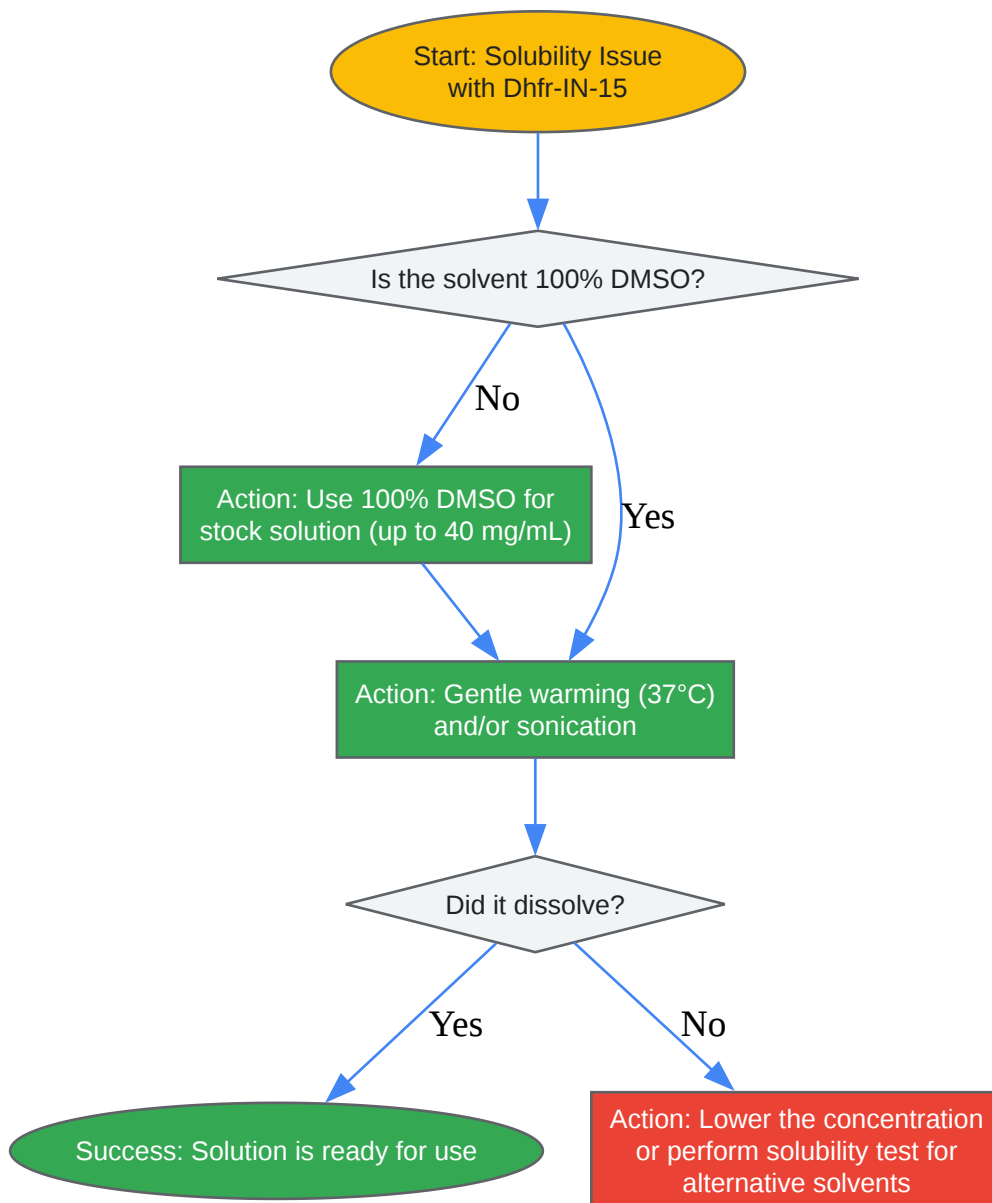 Start: Solubility Issue
with Dhfr-IN-15
Is the solvent 100% DMSO?
No
Action: Use 100% DMSO for
stock solution (up to 40 mg/mL)
Yes
Action: Gentle warming (37°C)
and/or sonication
Did it dissolve?
Yes
No
Success: Solution is ready for use
Action: Lower the concentration
or perform solubility test for
alternative solvents